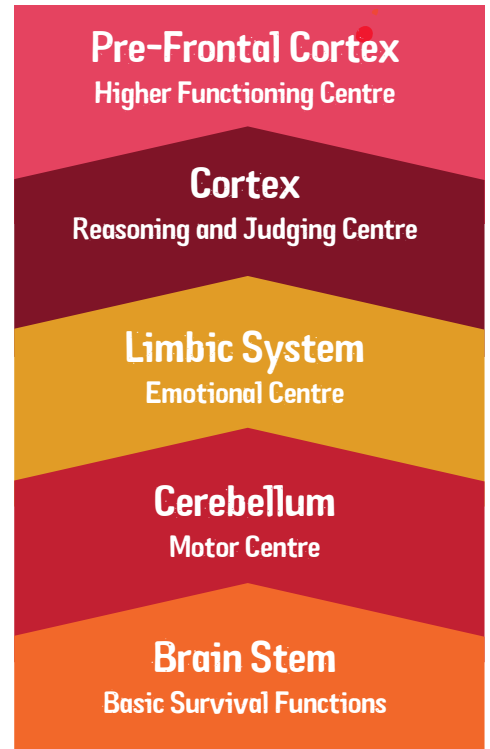 Pre-Frontal Cortex
Higher Functioning Centre
Cortex
Reasoning and Judging Centre
Limbic System
Emotional Centre
Cerebellum
Motor Centre
Brain Stem
Basic Survival Functions